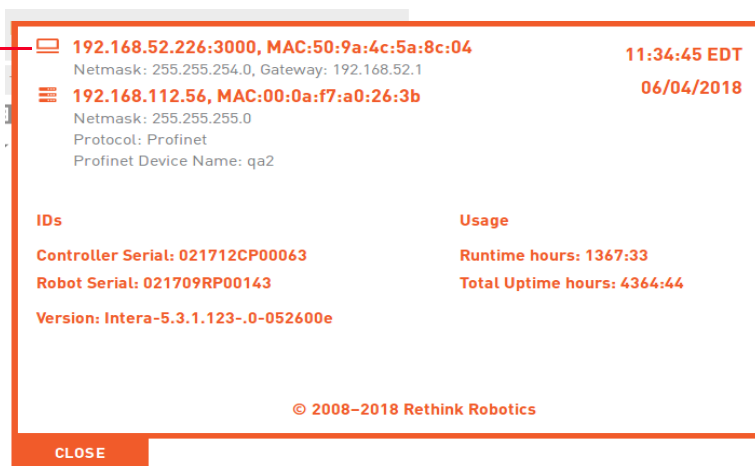 192.168.52.226:3000, MAC:50:9a:4c:5a:8c:04
11:34:45 EDT
Netmask: 255.255.254.0, Gateway: 192.168.52.1
06/04/2018
192.168.112.56, MAC:00:0a:f7:a0:26:3b
Netmask: 255.255.255.0
Protocol: Profinet
Profinet Device Name: qa2
IDs
Controller Serial: 021712CP00063
Robot Serial: 021709RP00143
Version: Intera-5.3.1.123-.0-052600e
Usage
Runtime hours: 1367:33
Total Uptime hours: 4364:44
© 2008–2018 Rethink Robotics
CLOSE